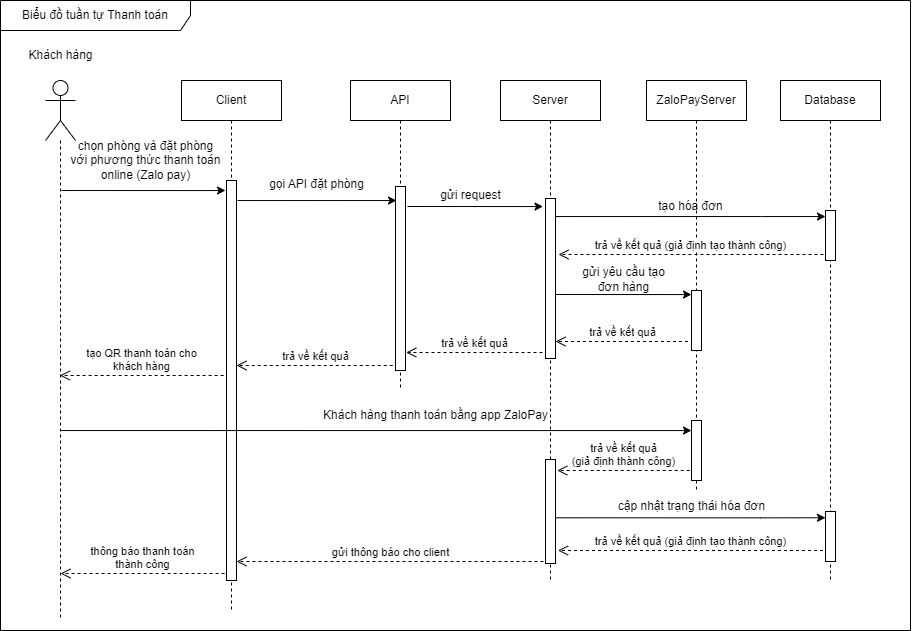 Biểu đồ tuần tự Thanh toán
Khách hàng
Client
API
Server
ZaloPayServer
Database
chọn phòng và đặt phòng
với phương thức thanh toán
online (Zalo pay)
gọi API đặt phòng
gửi request
tạo hóa đơn
trả về kết quả (giả định tạo thành công)
gửi yêu cầu tạo
đơn hàng
trả về kết quả
trả về kết quả
trả về kết quả
tạo QR thanh toán cho
khách hàng
Khách hàng thanh toán bằng app ZaloPay
trả về kết quả
(giả định thành công)
cập nhật trạng thái hóa đơn
trả về kết quả (giả định tạo thành công)
gửi thông báo cho client
thông báo thanh toán
thành công